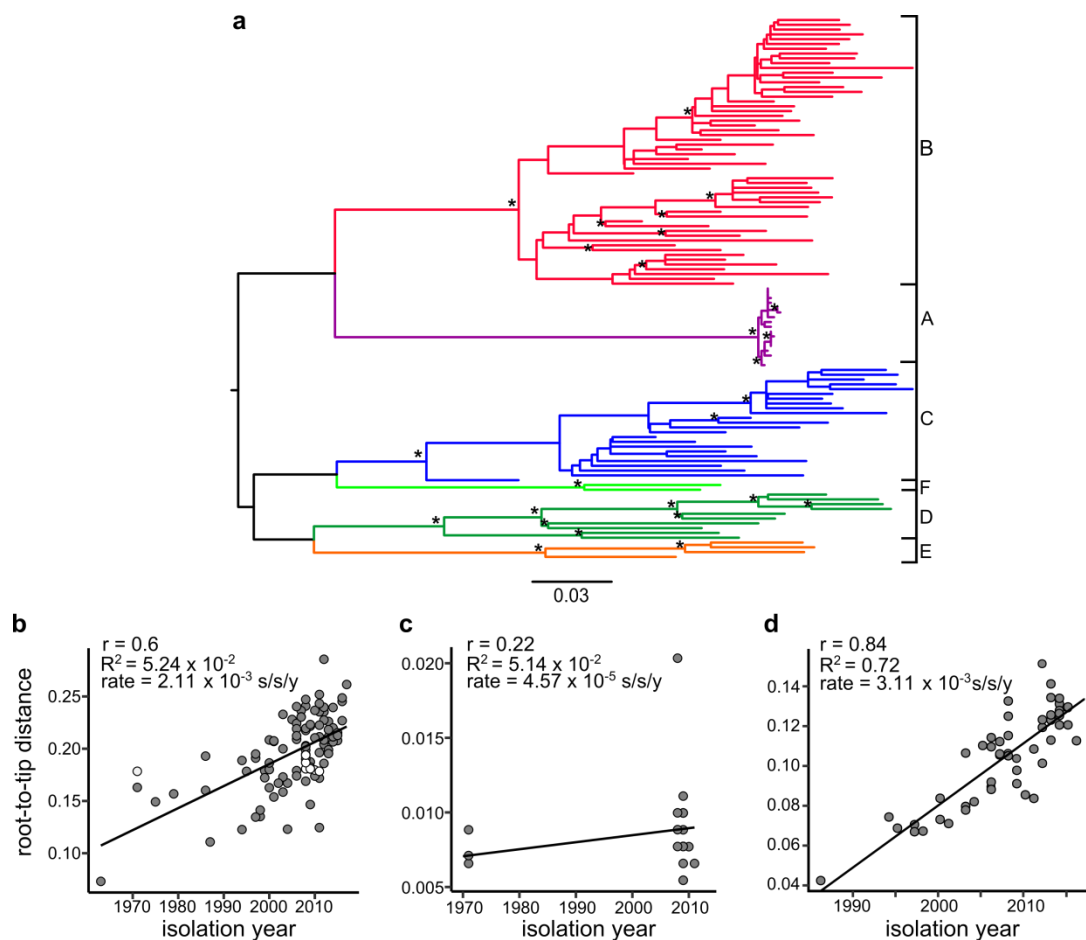 a
B
A
C
F
D
E
0.03
b
r = 0.6
R² = 5.24 x 10⁻²
rate = 2.11 x 10⁻³ s/s/y
root-to-tip distance
0.25
0.20
0.15
0.10
1970 1980 1990 2000 2010
isolation year
c
r = 0.22
R² = 5.14 x 10⁻²
rate = 4.57 x 10⁻⁵ s/s/y
0.020
0.015
0.010
0.005
1970 1980 1990 2000 2010
isolation year
d
r = 0.84
R² = 0.72
rate = 3.11 x 10⁻³s/s/y
0.14
0.12
0.10
0.08
0.06
0.04
1990 2000 2010
isolation year